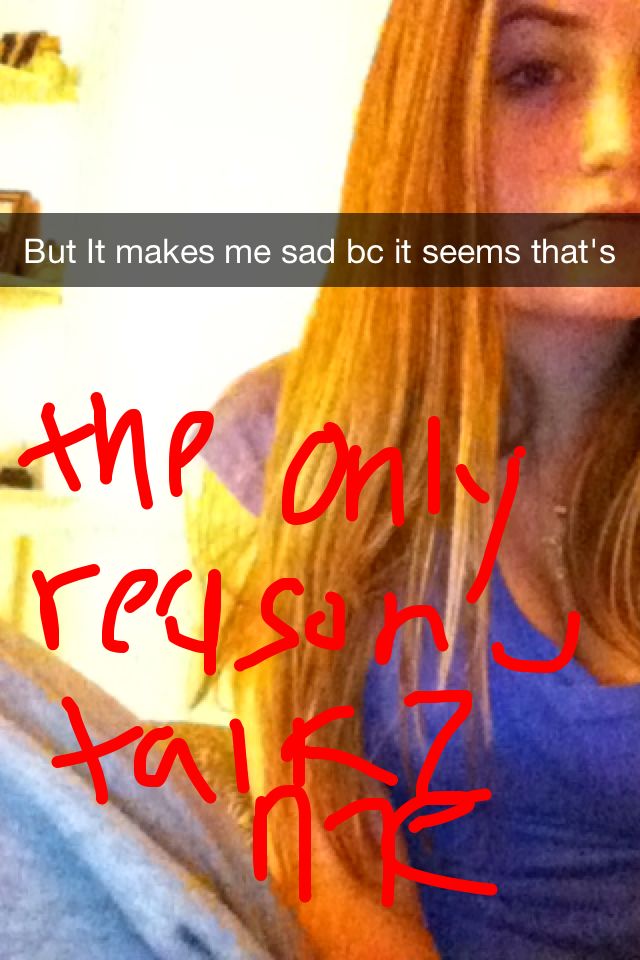 But It makes me sad bc it seems that's
the only
reason u
talk 2
me